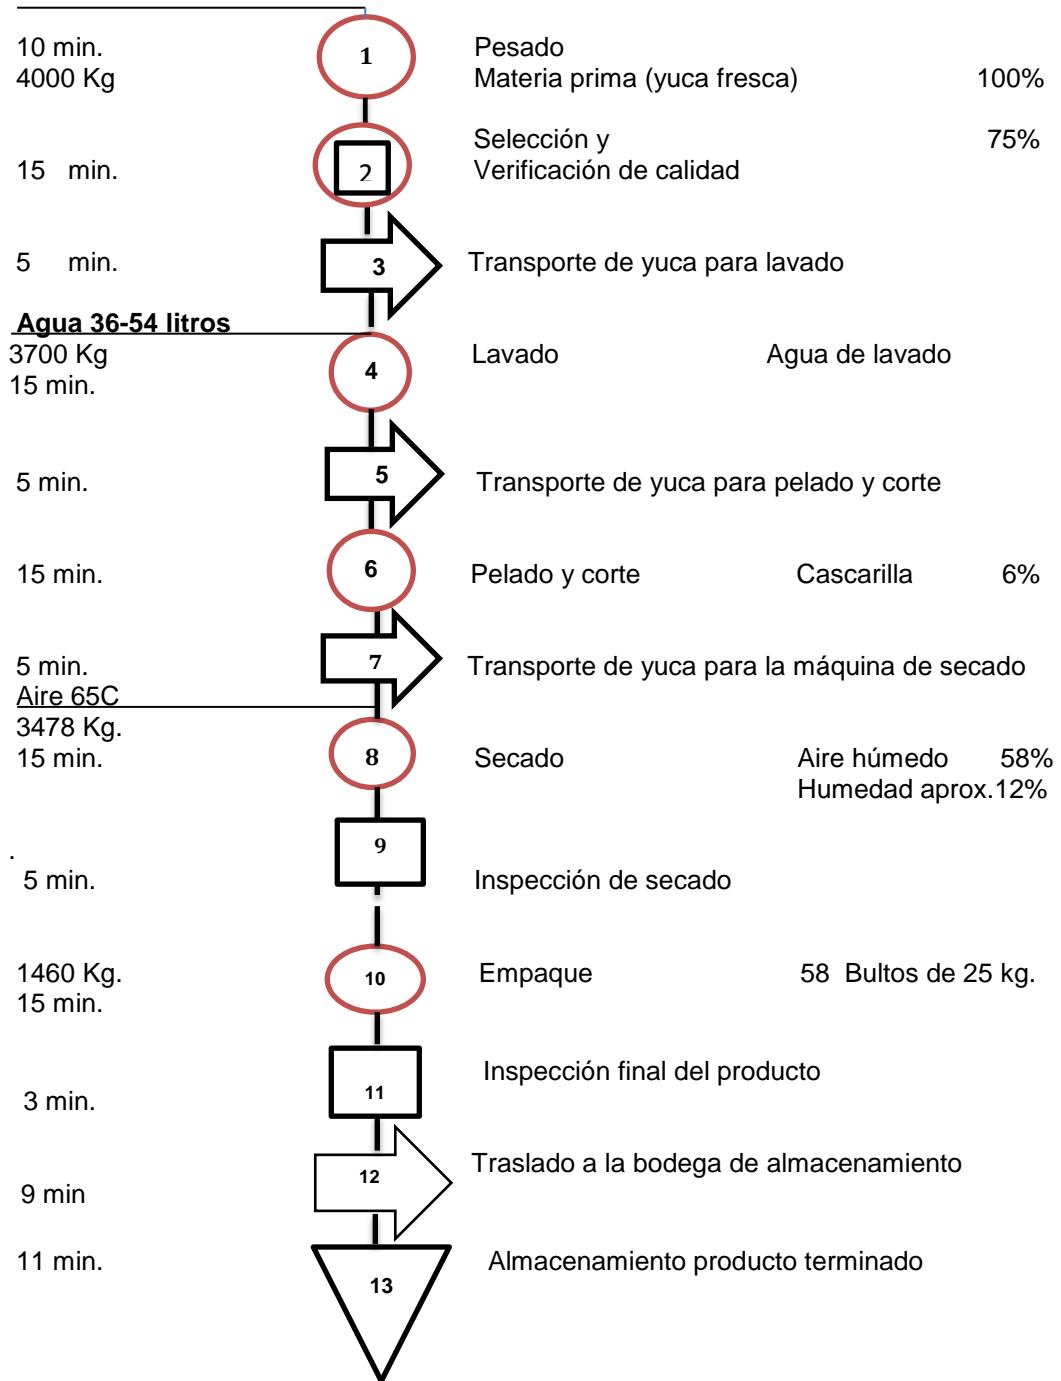 10 min. 1 Pesado
4000 Kg Materia prima (yuca fresca) 100%
Selección y 75%
15 min. 2 Verificación de calidad
5 min. 3 Transporte de yuca para lavado
Agua 36-54 litros
3700 Kg 4 Lavado Agua de lavado
15 min.
5 min. 5 Transporte de yuca para pelado y corte
15 min. 6 Pelado y corte Cascarilla 6%
5 min. 7 Transporte de yuca para la máquina de secado
Aire 65C
3478 Kg.
15 min. 8 Secado Aire húmedo 58%
Humedad aprox.12%
9
.
5 min. Inspección de secado
1460 Kg. 10 Empaque 58 Bultos de 25 kg.
15 min.
Inspección final del producto
3 min. 11
12 Traslado a la bodega de almacenamiento
9 min
11 min. 13 Almacenamiento producto terminado